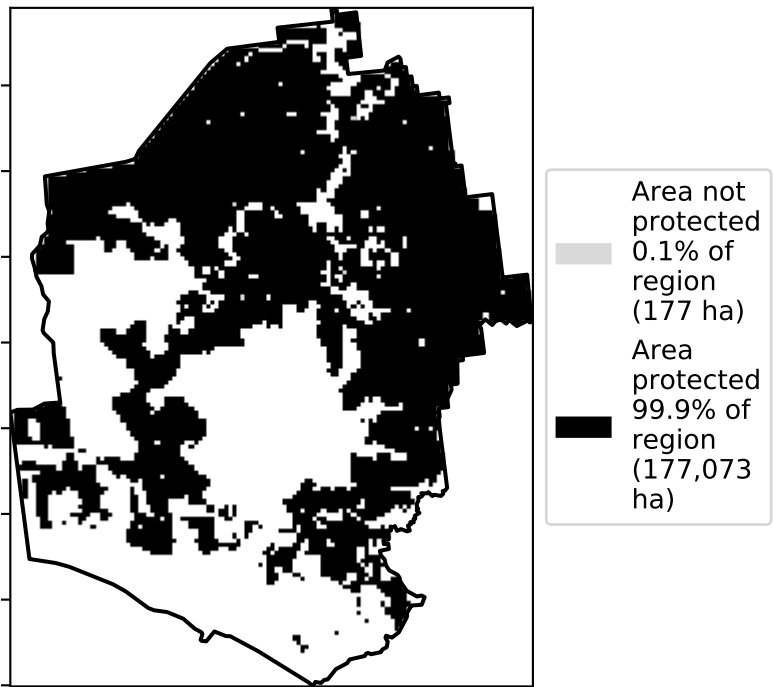 Area not
protected
0.1% of
region
(177 ha)
Area
protected
99.9% of
region
(177,073
ha)